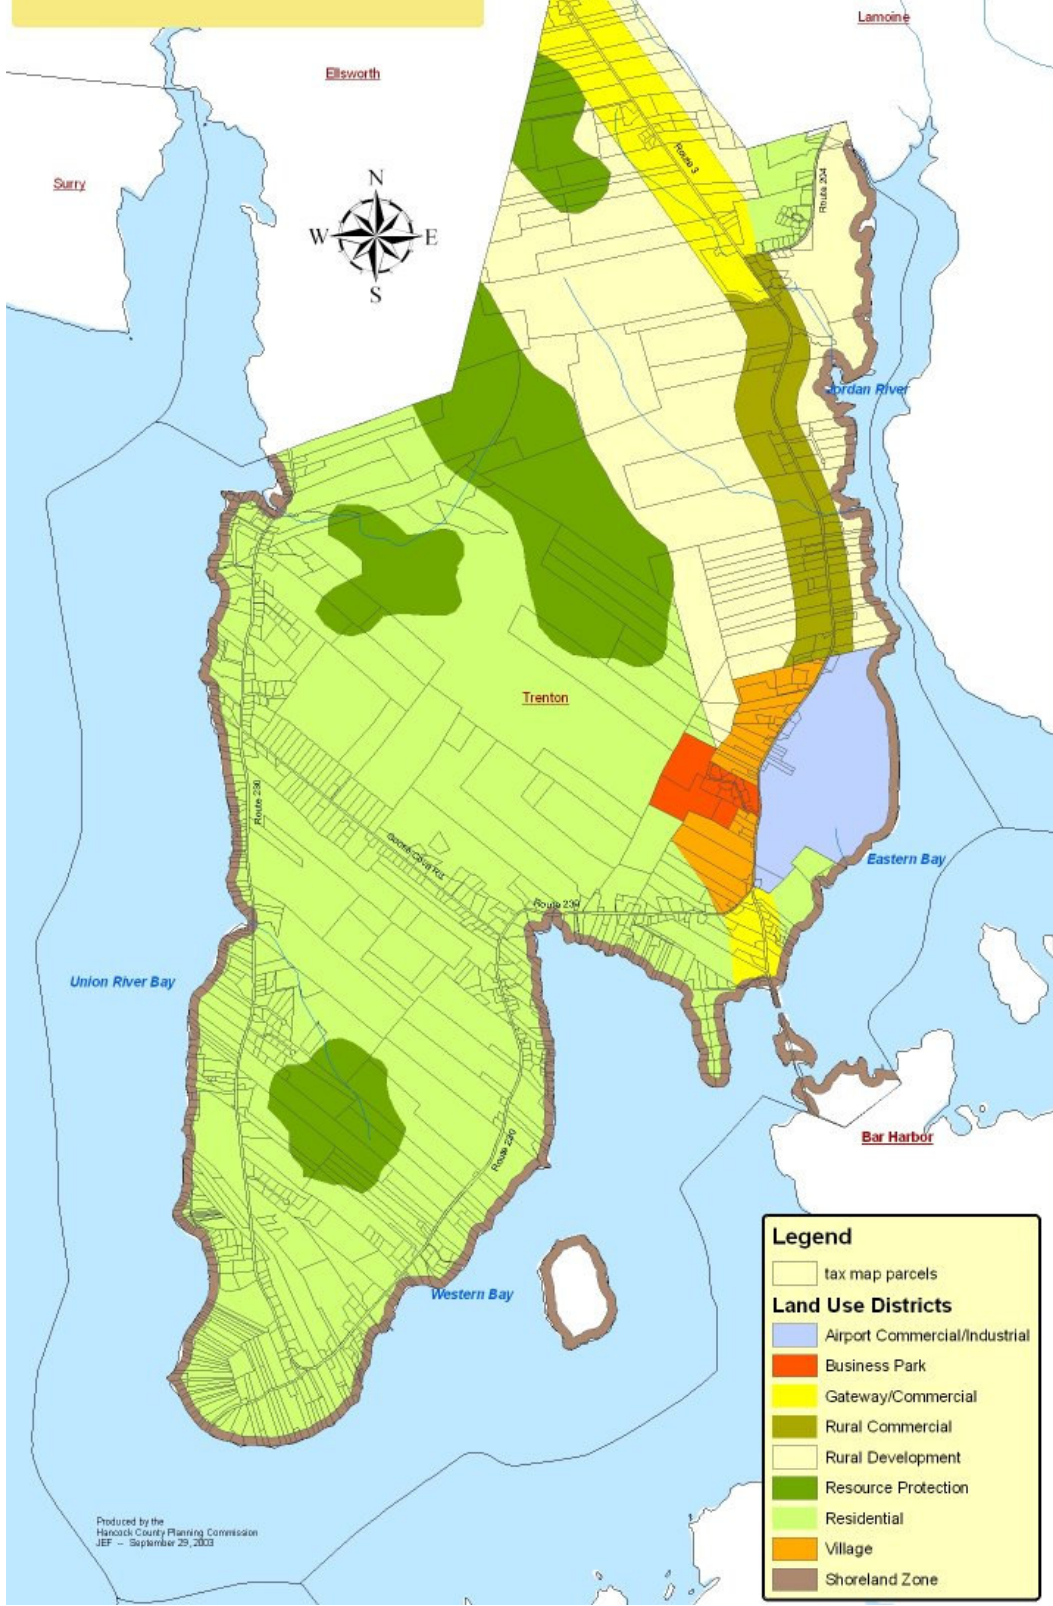 Lamoine
Ellsworth
Surry
N
W E
S
Route 3
Route 204
Jordan River
Trenton
Route 230
Goose Cove Rd.
Route 230
Eastern Bay
Union River Bay
Route 230
Bar Harbor
Western Bay
Legend
tax map parcels
Land Use Districts
Airport Commercial/Industrial
Business Park
Gateway/Commercial
Rural Commercial
Rural Development
Resource Protection
Residential
Village
Shoreland Zone
Produced by the
Hancock County Planning Commission
JEF -- September 29, 2003